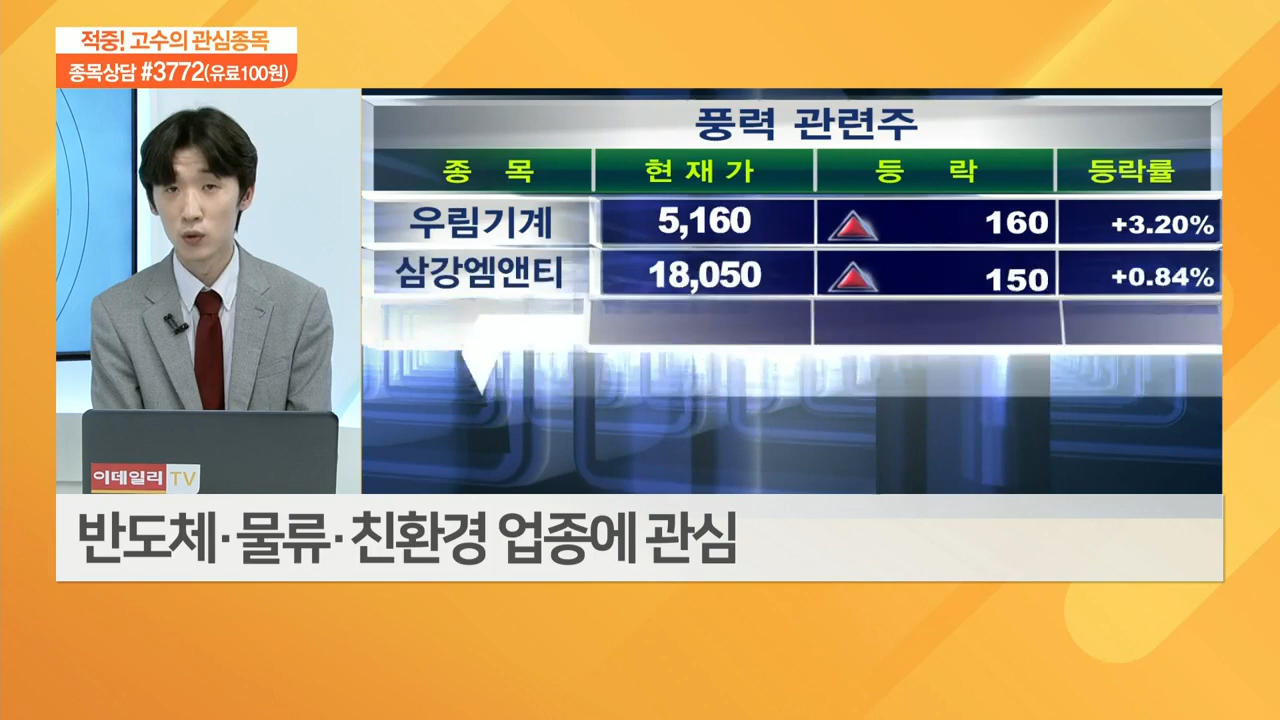 적중! 고수의 관심종목
종목상담 #3772(유료100원)
풍력 관련주
종 목 현재가 등 락 등락률
우림기계 5,160 160 +3.20%
삼강엠앤티 18,050 150 +0.84%
이데일리 TV
반도체·물류·친환경 업종에 관심